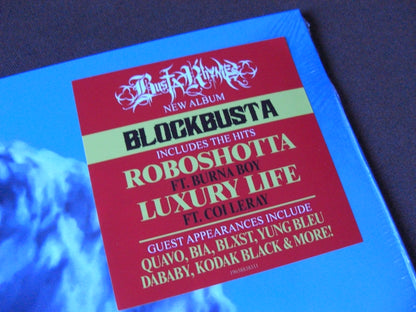 BUSTA RHYMES
NEW ALBUM
BLOCKBUSTA
INCLUDES THE HITS
ROBOSHOTTA
FT. BURNA BOY
LUXURY LIFE
FT. COI LERAY
GUEST APPEARANCES INCLUDE
QUAVO, BIA, BLXST, YUNG BLEU
DABABY, KODAK BLACK & MORE!